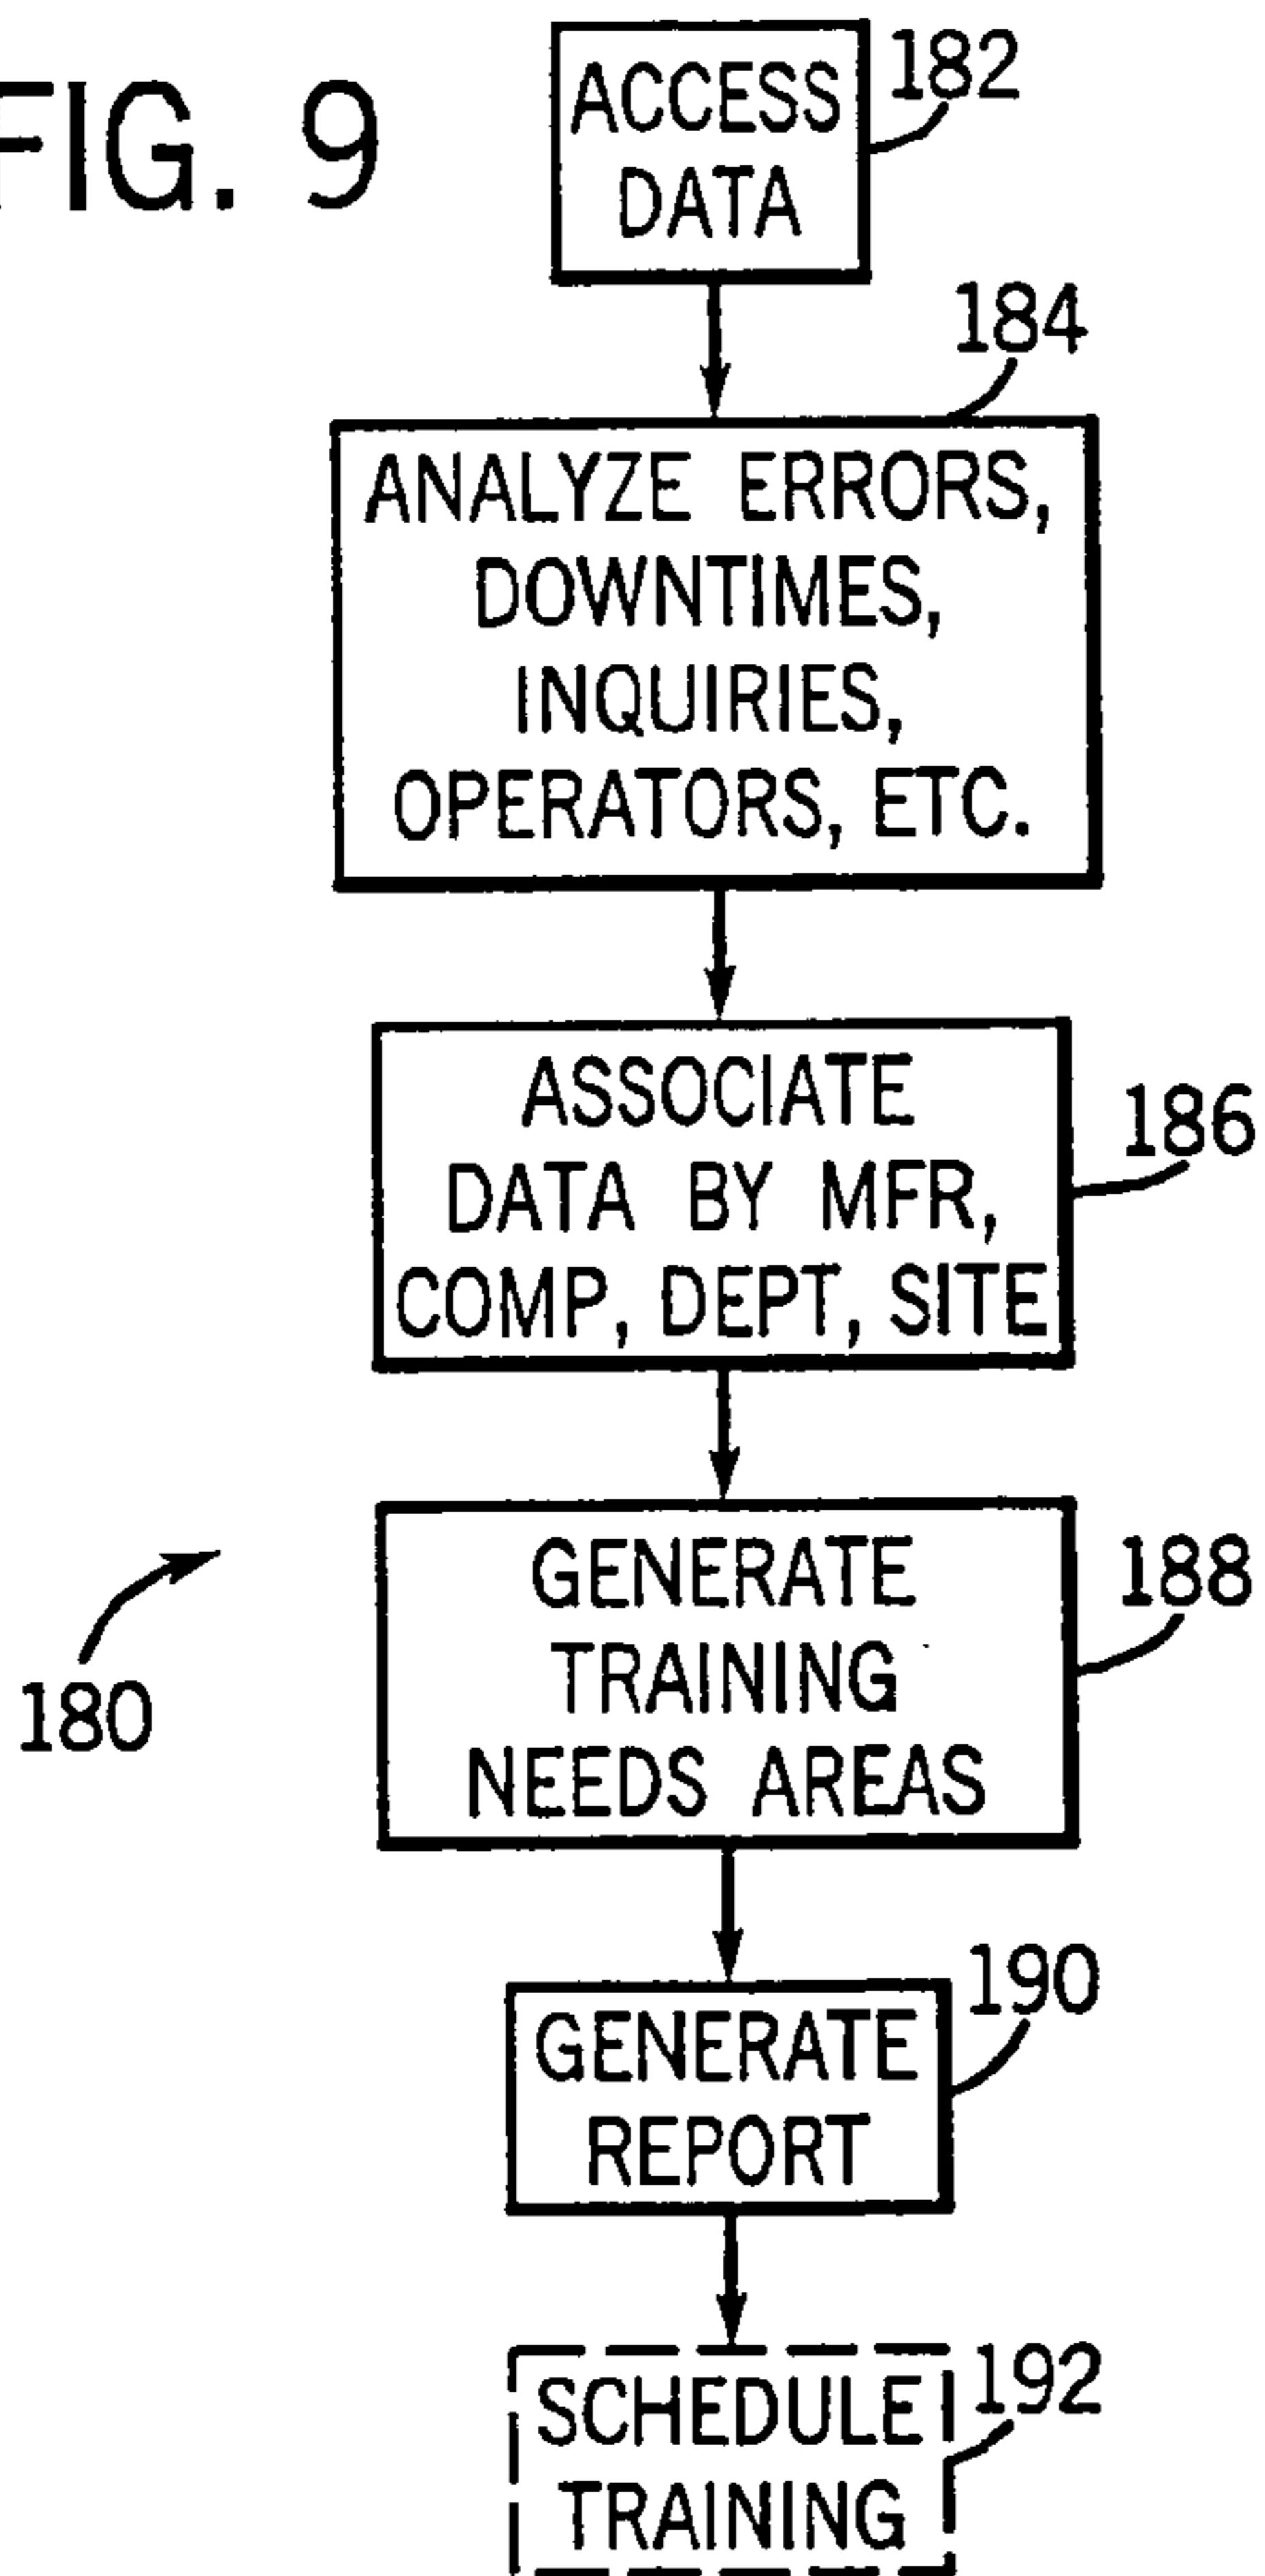 FIG. 9
ACCESS
DATA
182
184
ANALYZE ERRORS,
DOWNTIMES,
INQUIRIES,
OPERATORS, ETC.
ASSOCIATE
DATA BY MFR,
COMP, DEPT, SITE
186
GENERATE
TRAINING
NEEDS AREAS
188
180
GENERATE
REPORT
190
SCHEDULE
TRAINING
192